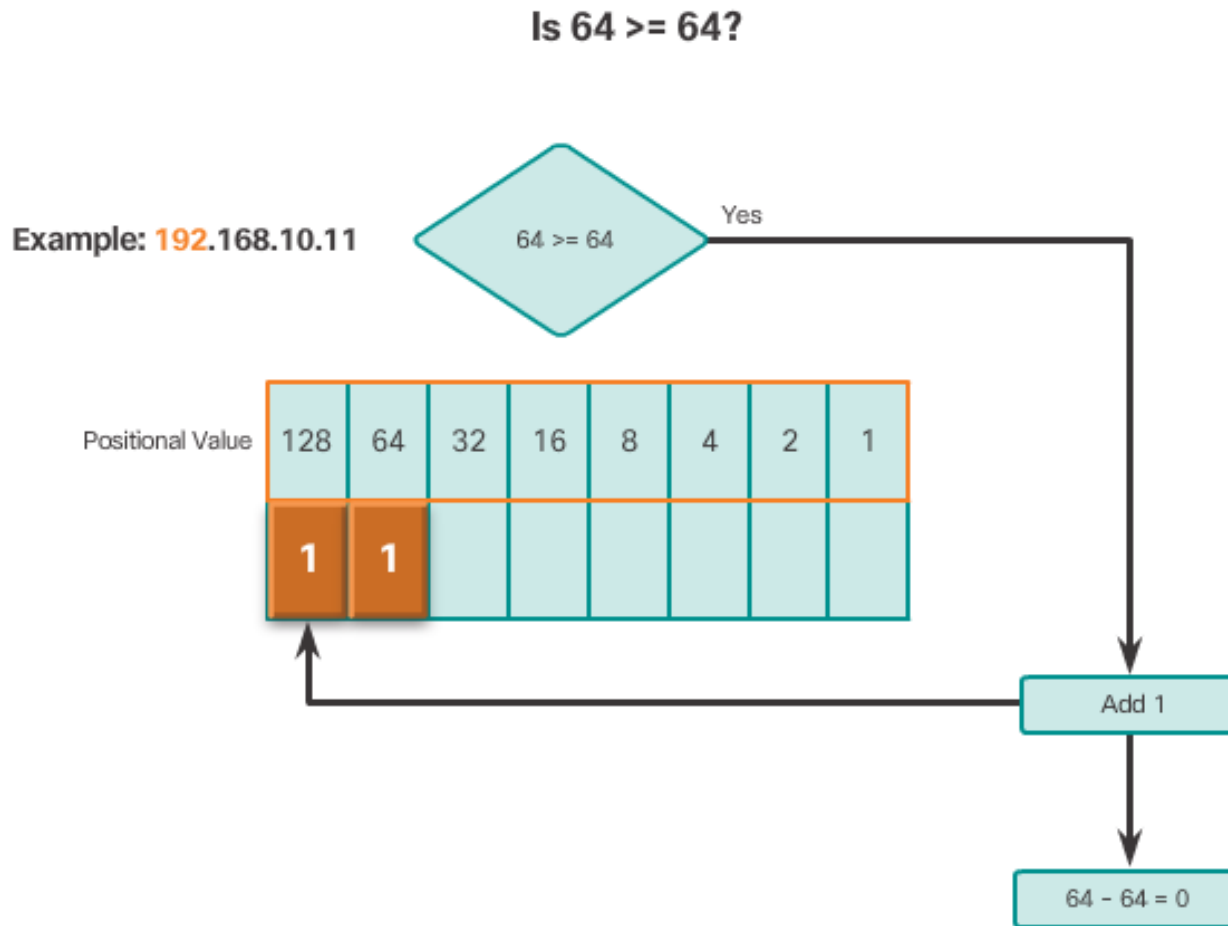 Is 64 >= 64?
Example: 192.168.10.11
64 >= 64
Yes
Positional Value 128 64 32 16 8 4 2 1
1 1
Add 1
64 - 64 = 0